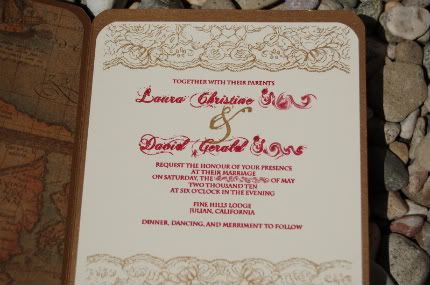 TOGETHER WITH THEIR PARENTS
Laura Christine
&
David Gerald
REQUEST THE HONOUR OF YOUR PRESENCE
AT THEIR MARRIAGE
ON SATURDAY, THE OF MAY
TWO THOUSAND TEN
AT SIX O'CLOCK IN THE EVENING
PINE HILLS LODGE
JULIAN, CALIFORNIA
DINNER, DANCING, AND MERRIMENT TO FOLLOW